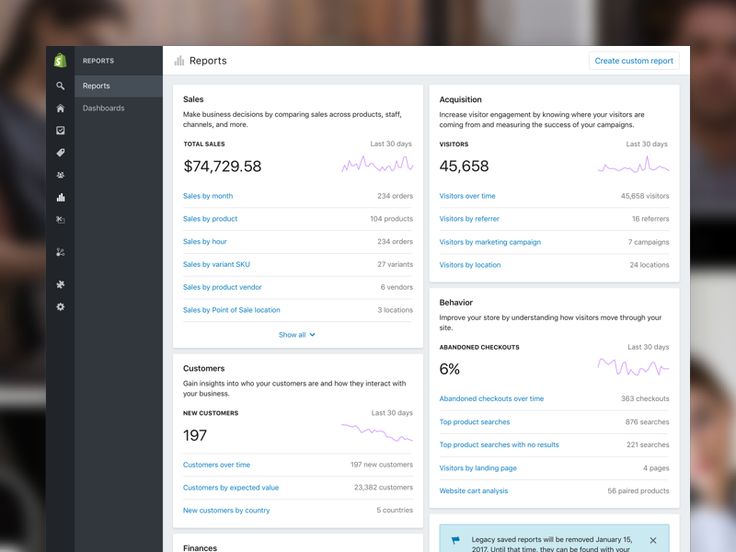 REPORTS
Reports
Dashboards
Reports
Create custom report
Sales
Make business decisions by comparing sales across products, staff,
channels, and more.
TOTAL SALES Last 30 days
$74,729.58
Sales by month 234 orders
Sales by product 104 products
Sales by hour 234 orders
Sales by variant SKU 27 variants
Sales by product vendor 6 vendors
Sales by Point of Sale location 3 locations
Show all
Customers
Gain insights into who your customers are and how they interact with
your business.
NEW CUSTOMERS Last 30 days
197
Customers over time 197 new customers
Customers by expected value 23,382 customers
New customers by country 5 countries
Finances
Acquisition
Increase visitor engagement by knowing where your visitors are
coming from and measuring the success of your campaigns.
VISITORS Last 30 days
45,658
Visitors over time 45,656 visitors
Visitors by referrer 16 referrers
Visitors by marketing campaign 7 campaigns
Visitors by location 24 locations
Behavior
Improve your store by understanding how visitors move through your
site.
ABANDONED CHECKOUTS Last 30 days
6%
Abandoned checkouts over time 363 checkouts
Top product searches 876 searches
Top product searches with no results 221 searches
Visitors by landing page 4 pages
Website cart analysis 56 paired products
Legacy saved reports will be removed January 15,
2017. Until that time, they can be found with your